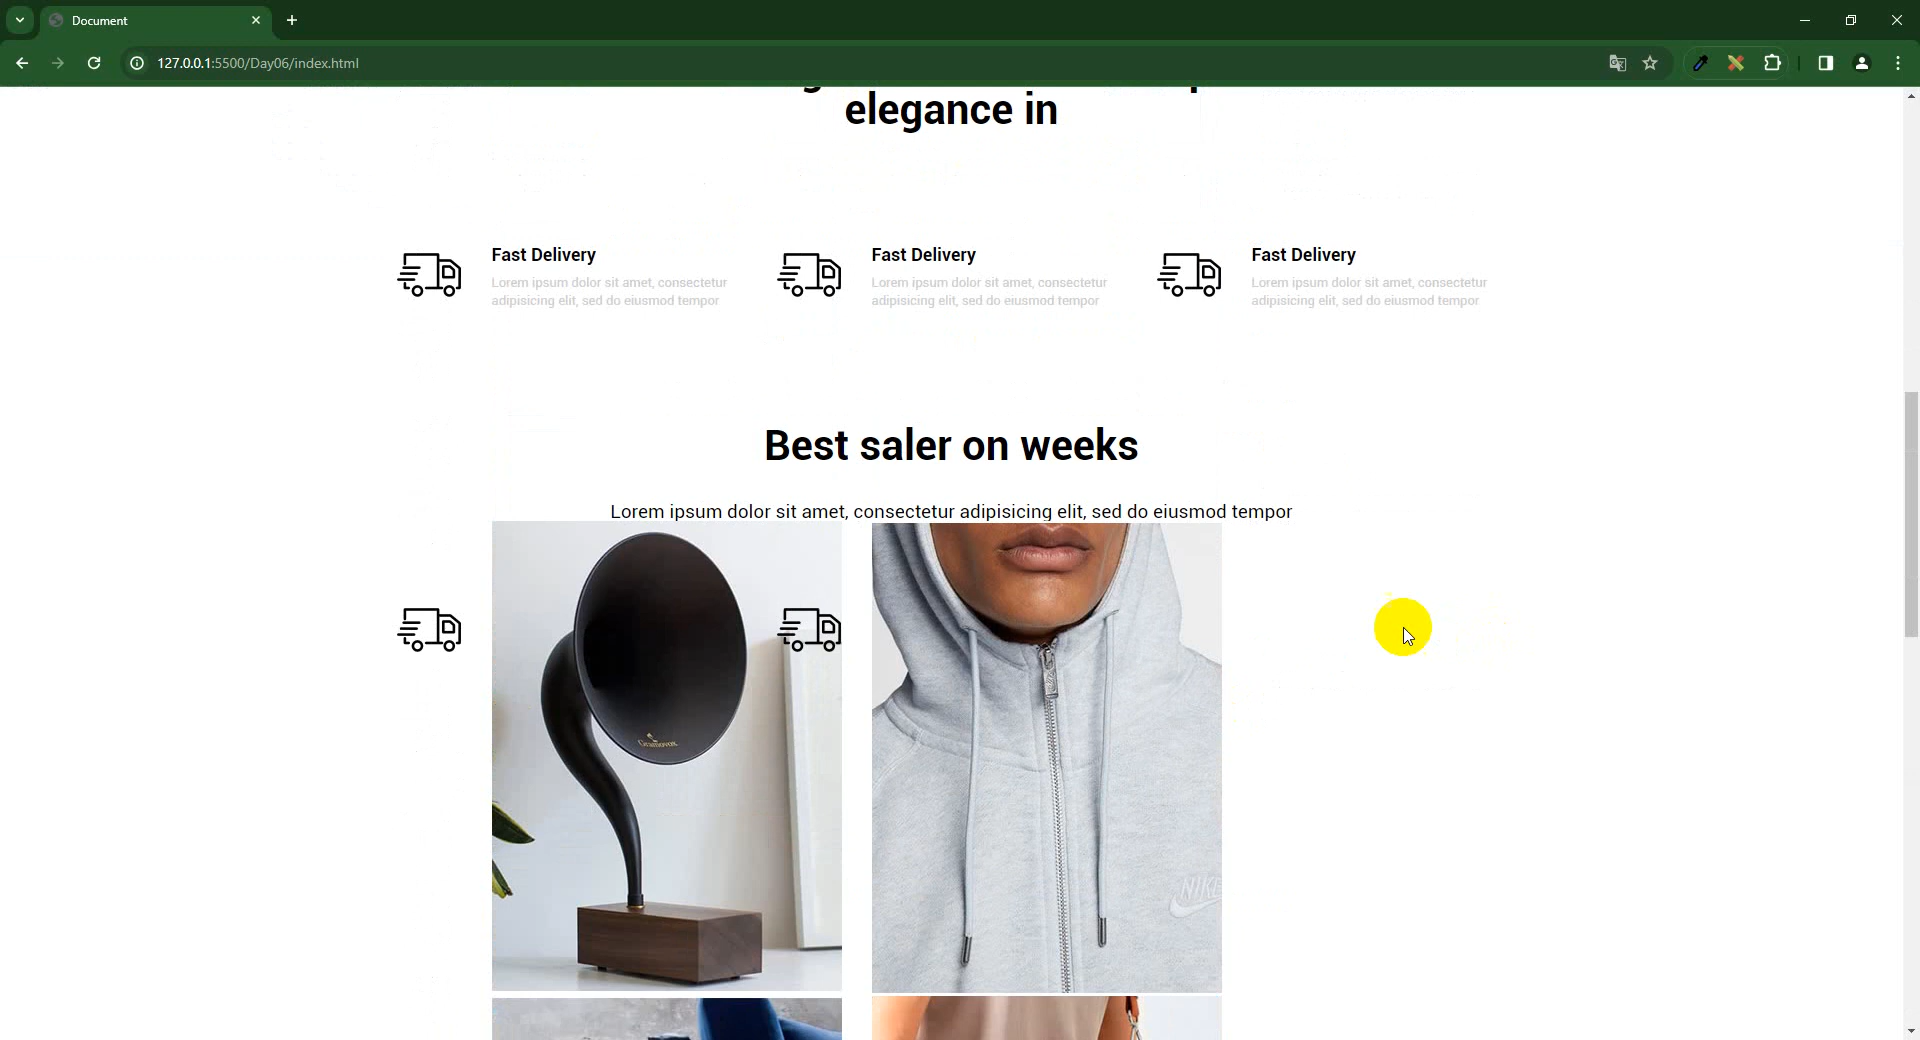 Document
127.0.0.1:5500/Day06/index.html
elegance in
Fast Delivery
Lorem ipsum dolor sit amet, consectetur
adipisicing elit, sed do eiusmod tempor
Fast Delivery
Lorem ipsum dolor sit amet, consectetur
adipisicing elit, sed do eiusmod tempor
Fast Delivery
Lorem ipsum dolor sit amet, consectetur
adipisicing elit, sed do eiusmod tempor
Best saler on weeks
Lorem ipsum dolor sit amet, consectetur adipisicing elit, sed do eiusmod tempor
Gramovox
NIKE